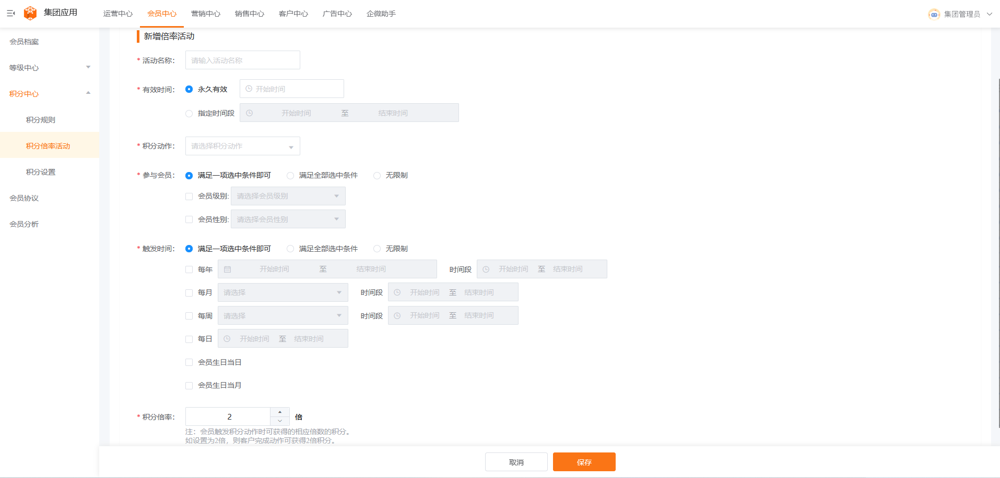 集团应用
运营中心 会员中心 营销中心 销售中心 客户中心 广告中心 企微助手
集团管理员
会员档案
等级中心
积分中心
积分规则
积分倍率活动
积分设置
会员协议
会员分析
新增倍率活动
* 活动名称: 请输入活动名称
* 有效时间: 永久有效 开始时间
指定时间段 开始时间 至 结束时间
* 积分动作: 请选择积分动作
* 参与会员: 满足一项选中条件即可 满足全部选中条件 无限制
会员级别: 请选择会员级别
会员性别: 请选择会员性别
* 触发时间: 满足一项选中条件即可 满足全部选中条件 无限制
每年 开始时间 至 结束时间 时间段 开始时间 至 结束时间
每月 请选择 时间段 开始时间 至 结束时间
每周 请选择 时间段 开始时间 至 结束时间
每日 开始时间 至 结束时间
会员生日当日
会员生日当月
* 积分倍率: 2 倍
注：会员触发积分动作时可获得的相应倍数的积分。
如设置为2倍，则客户完成动作可获得2倍积分。
取消 保存